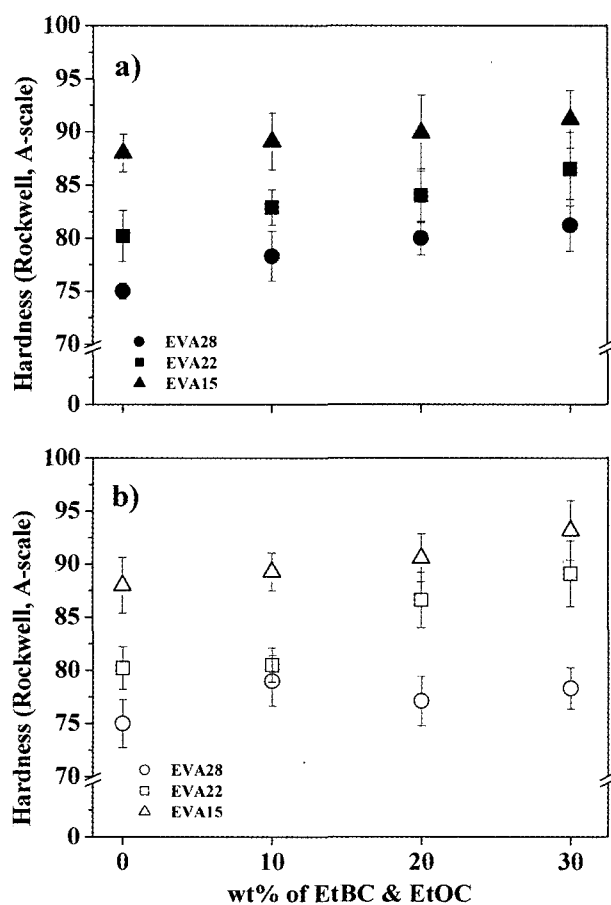 100
95
90
85
80
75
70
0
Hardness (Rockwell, A-scale)
a)
EVA28
EVA22
EVA15
100
95
90
85
80
75
70
0
Hardness (Rockwell, A-scale)
b)
EVA28
EVA22
EVA15
0 10 20 30
wt% of EtBC & EtOC